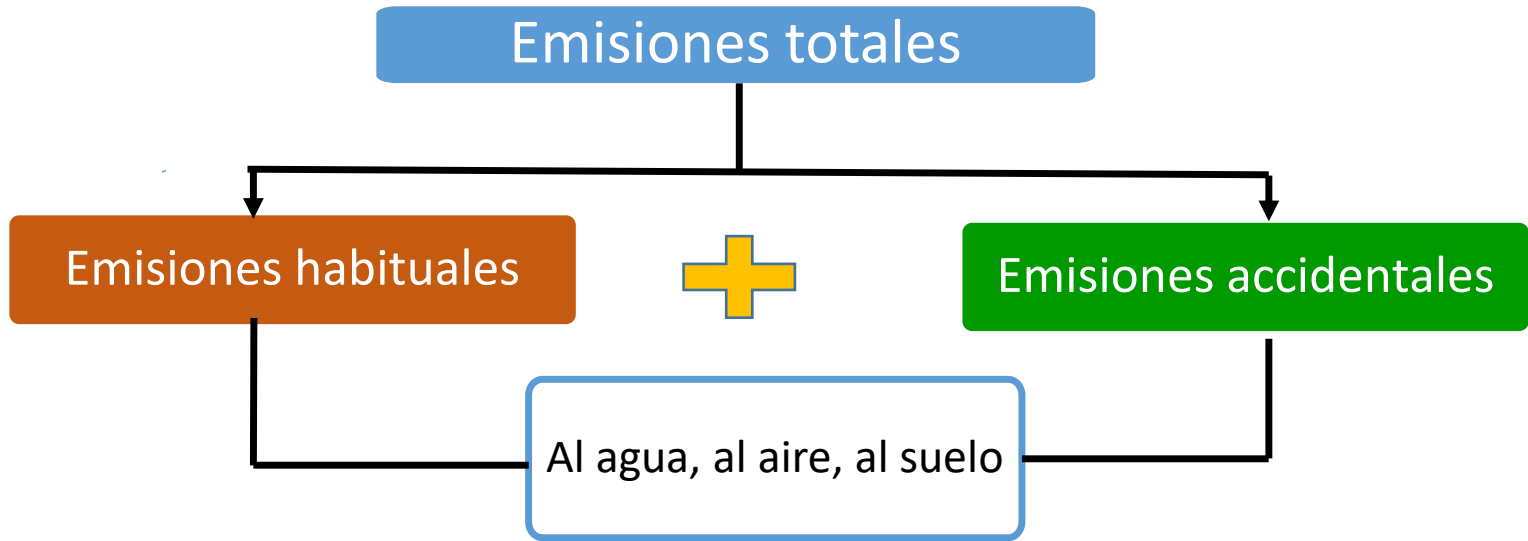 Emisiones totales
Emisiones habituales
Emisiones accidentales
Al agua, al aire, al suelo